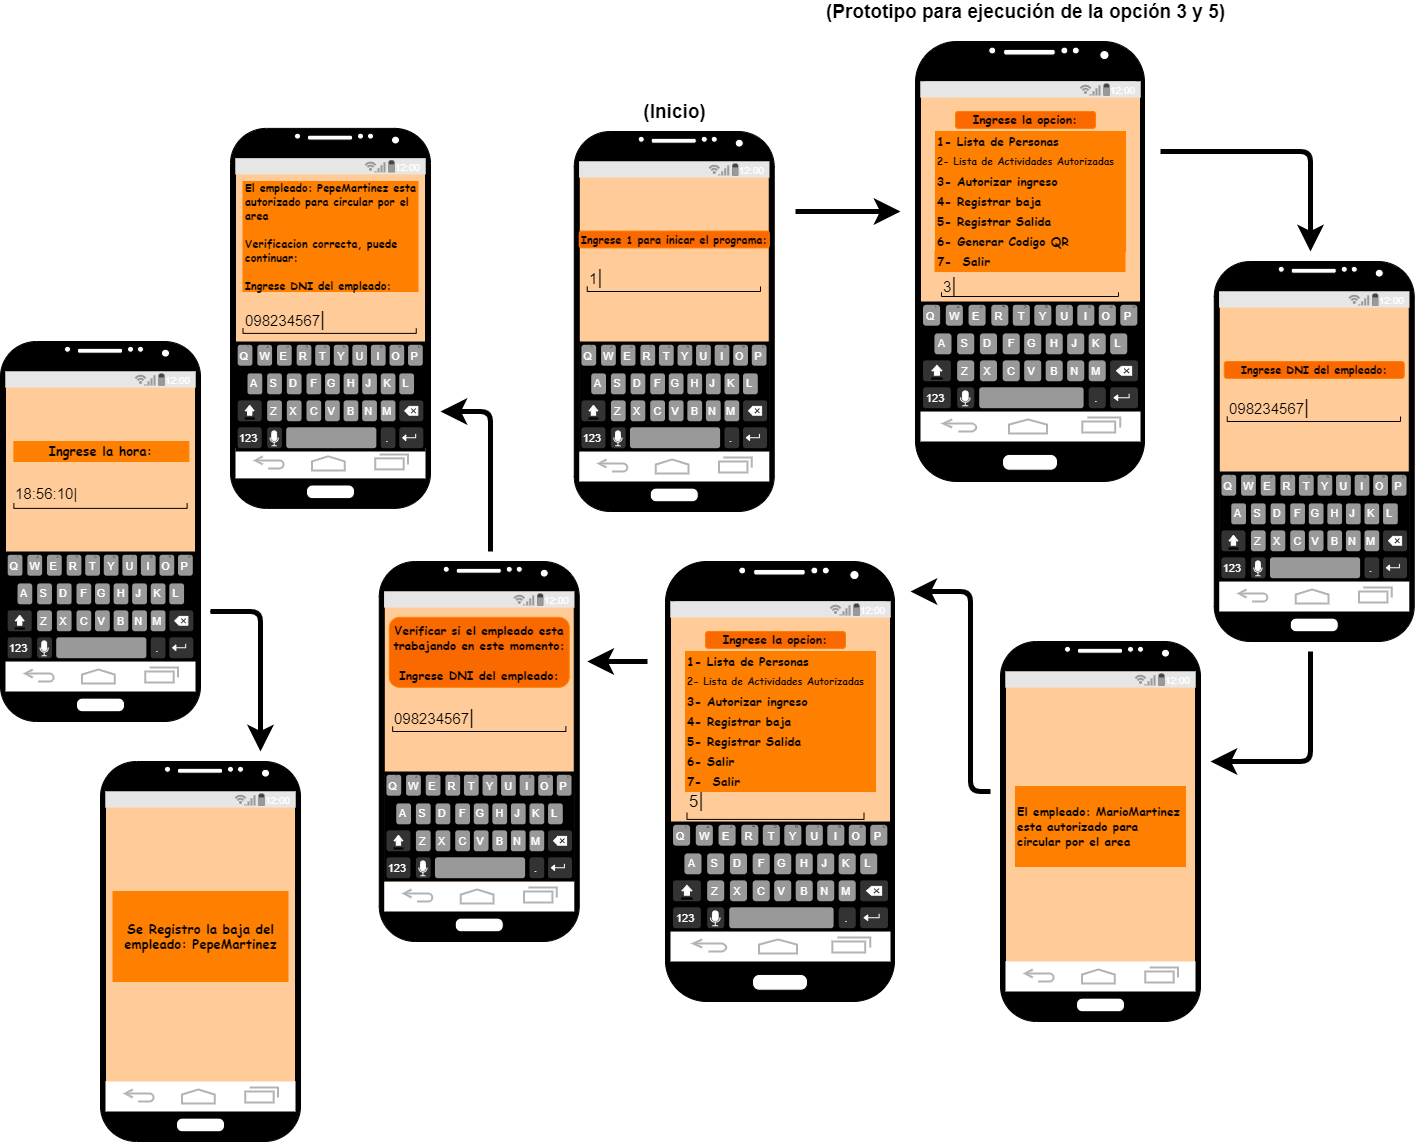 (Prototipo para ejecución de la opción 3 y 5)
(Inicio)
12:00
Ingrese 1 para inicar el programa:
1
Q W E R T Y U I O P
A S D F G H J K L
Z X C V B N M
123 .
12:00
Ingrese la opcion:
1- Lista de Personas
2- Lista de Actividades Autorizadas
3- Autorizar ingreso
4- Registrar baja
5- Registrar Salida
6- Generar Codigo QR
7- Salir
3
Q W E R T Y U I O P
A S D F G H J K L
Z X C V B N M
123 .
12:00
Ingrese DNI del empleado:
098234567
Q W E R T Y U I O P
A S D F G H J K L
Z X C V B N M
123 .
12:00
El empleado: MarioMartinez
esta autorizado para
circular por el area
12:00
Ingrese la opcion:
1- Lista de Personas
2- Lista de Actividades Autorizadas
3- Autorizar ingreso
4- Registrar baja
5- Registrar Salida
6- Salir
7- Salir
5
Q W E R T Y U I O P
A S D F G H J K L
Z X C V B N M
123 .
12:00
Verificar si el empleado esta
trabajando en este momento:
Ingrese DNI del empleado:
098234567
Q W E R T Y U I O P
A S D F G H J K L
Z X C V B N M
123 .
12:00
El empleado: PepeMartinez esta
autorizado para circular por el
area
Verificacion correcta, puede
continuar:
Ingrese DNI del empleado:
098234567
Q W E R T Y U I O P
A S D F G H J K L
Z X C V B N M
123 .
12:00
Ingrese la hora:
18:56:10
Q W E R T Y U I O P
A S D F G H J K L
Z X C V B N M
123 .
12:00
Se Registro la baja del
empleado: PepeMartinez